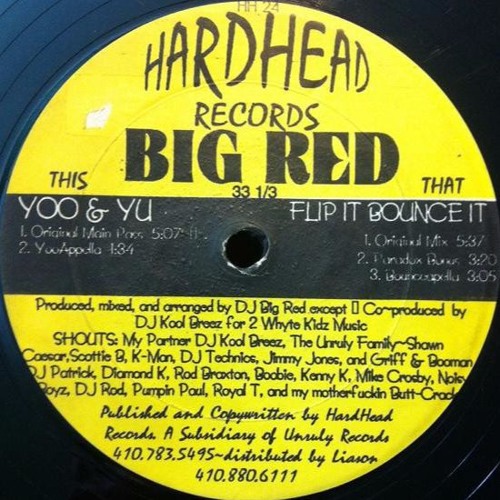 HH 24
HARDHEAD
RECORDS
BIG RED
THIS 33 1/3 THAT
YOO & YU FLIP IT BOUNCE IT
1. Original Main Pass 5:07
2. YooAppella 1:34
1. Original Mix 5:37
2. Paradox Bonus 3:20
3. Bounceapella 3:05
Produced, mixed, and arranged by DJ Big Red except Co~produced by
DJ Kool Breez for 2 Whyte Kidz Music
SHOUTS: My Partner DJ Kool Breez, The Unruly Family~Shawn
Caesar,Scottie B, K-Man, DJ Technics, Jimmy Jones, and Griff & Booman
DJ Patrick, Diamond K, Rod Braxton, Boobie, Kenny K, Mike Crosby, Noisy
Boyz, DJ Rod, Pumpin Paul, Royal T, and my motherfuckin Butt-Crack
Published and Copywritten by HardHead
Records. A Subsidiary of Unruly Records
410.783.5495~distributed by Liason
410.880.6111